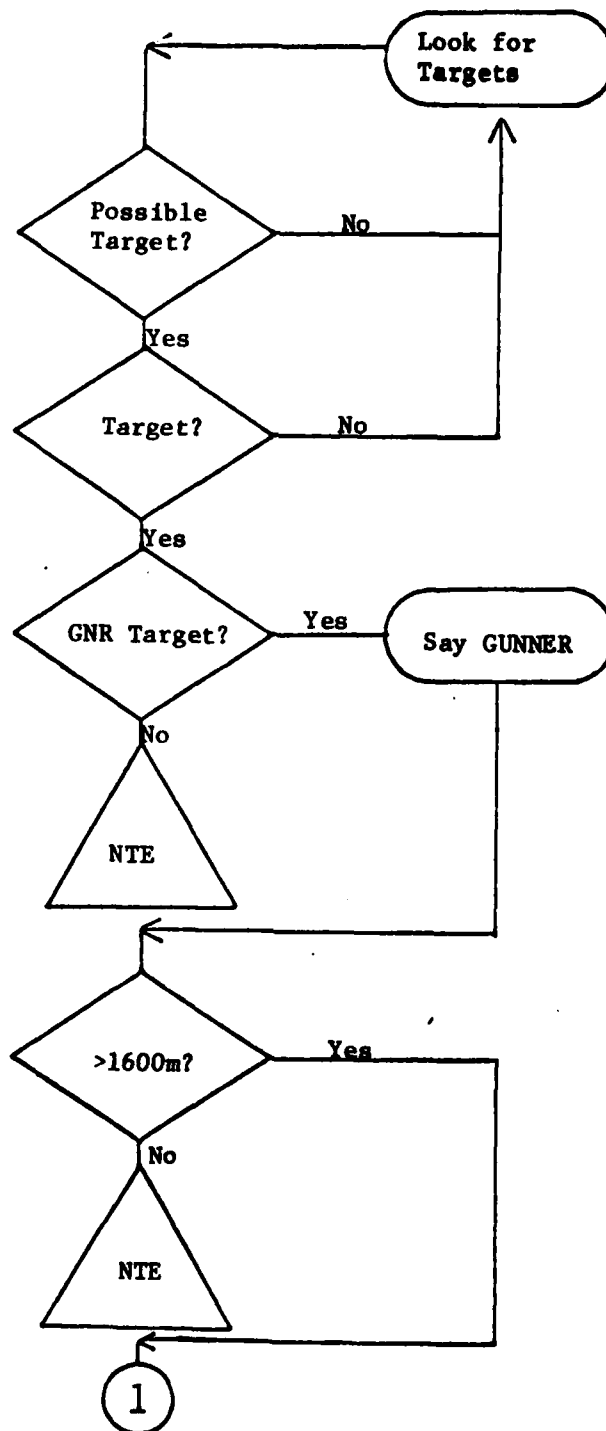 Look for
Targets
Possible
Target?
No
Yes
Target?
No
Yes
GNR Target?
Yes
Say GUNNER
No
NTE
>1600m?
Yes
No
NTE
1